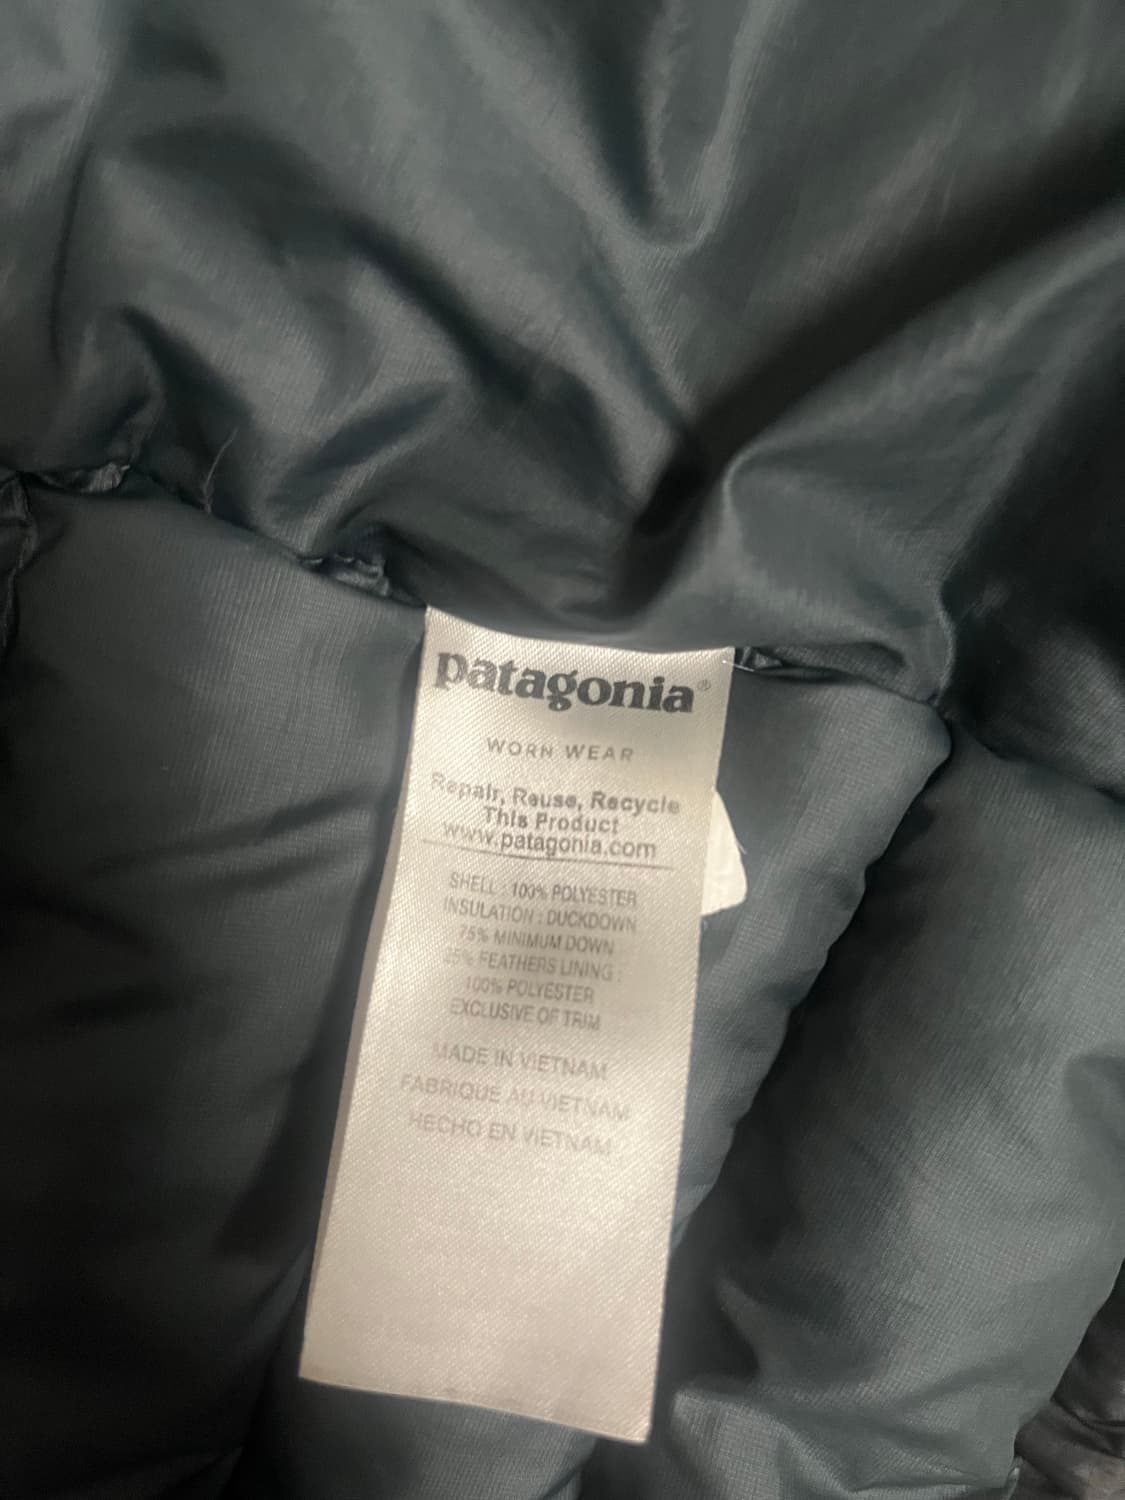 patagonia®
WORN WEAR
Repair, Reuse, Recycle
This Product
www.patagonia.com
SHELL : 100% POLYESTER
INSULATION : DUCKDOWN
75% MINIMUM DOWN
25% FEATHERS LINING :
100% POLYESTER
EXCLUSIVE OF TRIM
MADE IN VIETNAM
FABRIQUE AU VIETNAM
HECHO EN VIETNAM